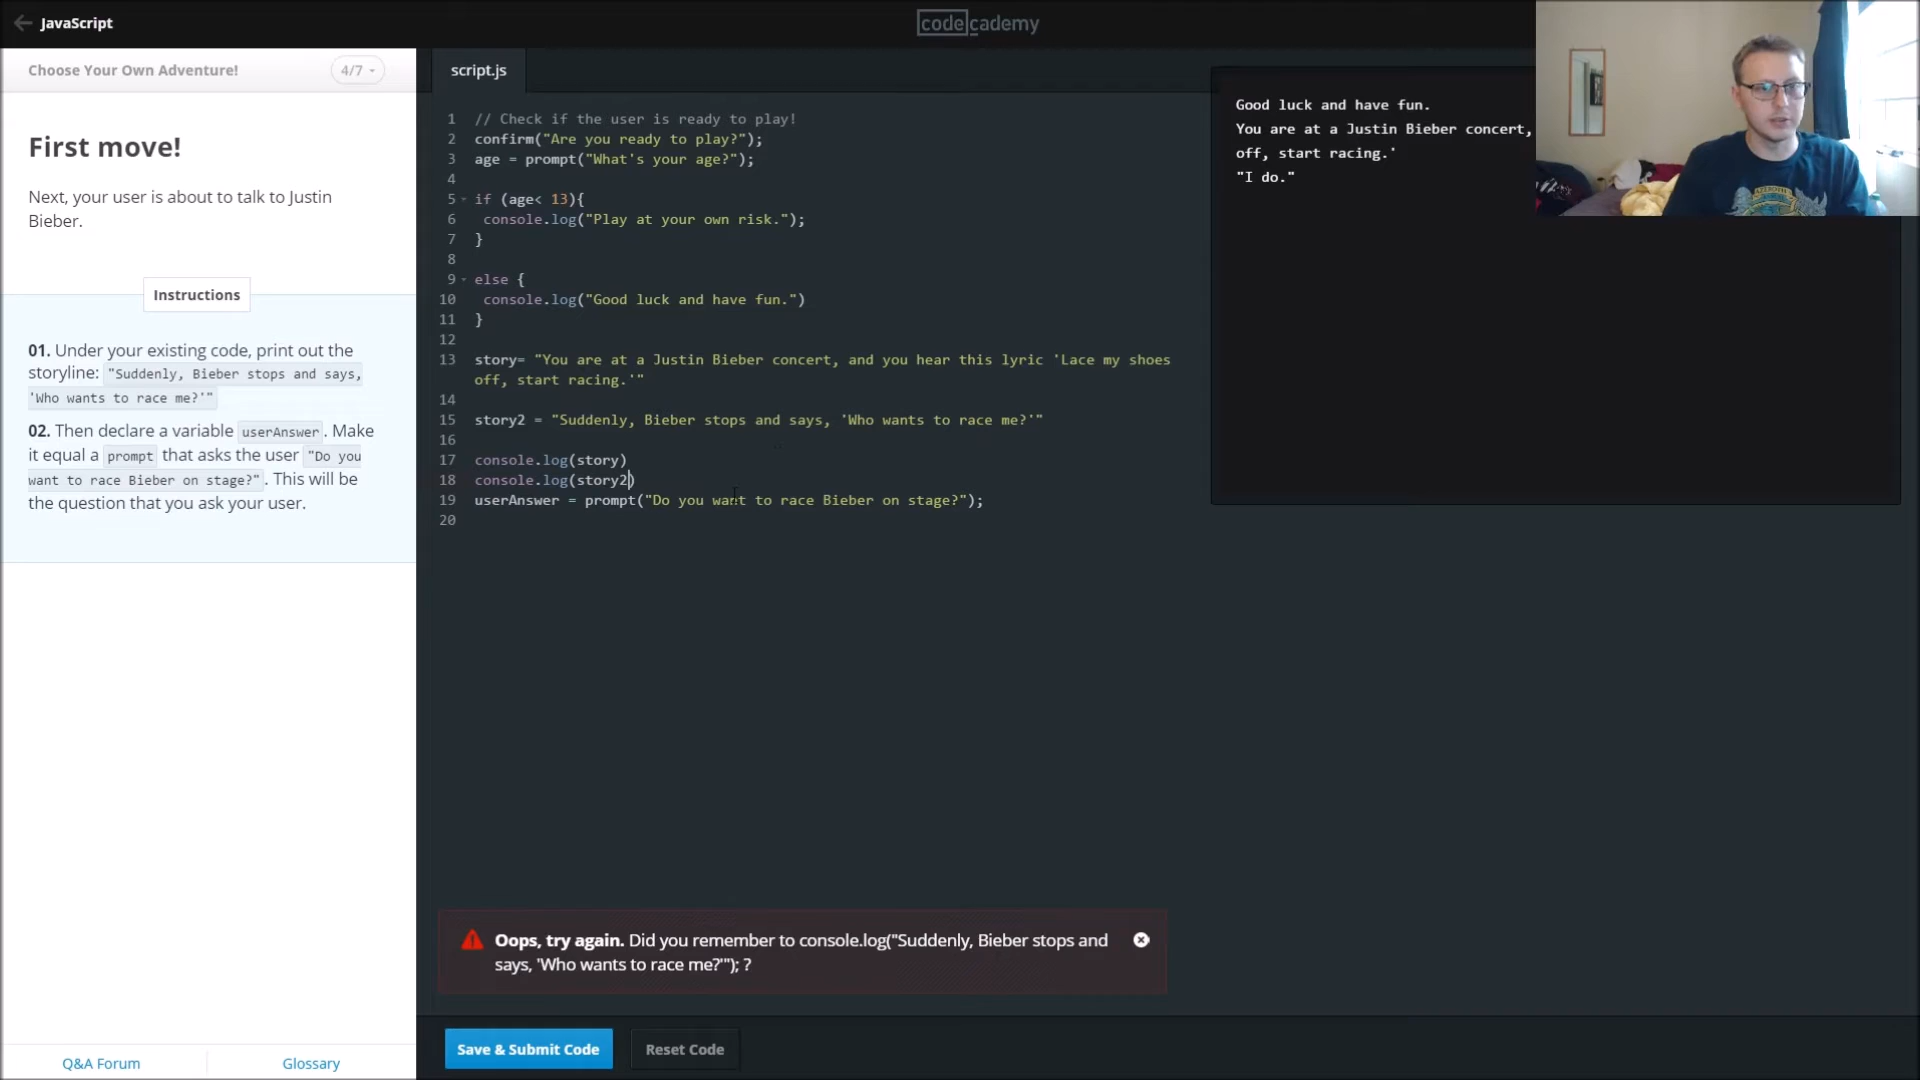 JavaScript
codecademy
Choose Your Own Adventure!
4/7
First move!
Next, your user is about to talk to Justin
Bieber.
Instructions
01. Under your existing code, print out the
storyline: "Suddenly, Bieber stops and says,
'Who wants to race me?'"
02. Then declare a variable userAnswer. Make
it equal a prompt that asks the user "Do you
want to race Bieber on stage?". This will be
the question that you ask your user.
Q&A Forum
Glossary
script.js
1 // Check if the user is ready to play!
2 confirm("Are you ready to play?");
3 age = prompt("What's your age?");
4
5 if (age< 13){
6 console.log("Play at your own risk.");
7 }
8
9 else {
10 console.log("Good luck and have fun.")
11 }
12
13 story= "You are at a Justin Bieber concert, and you hear this lyric 'Lace my shoes
off, start racing.'"
14
15 story2 = "Suddenly, Bieber stops and says, 'Who wants to race me?'"
16
17 console.log(story)
18 console.log(story2)
19 userAnswer = prompt("Do you want to race Bieber on stage?");
20
Oops, try again. Did you remember to console.log("Suddenly, Bieber stops and
says, 'Who wants to race me?'"); ?
Save & Submit Code
Reset Code
Good luck and have fun.
You are at a Justin Bieber concert,
off, start racing.'
"I do."